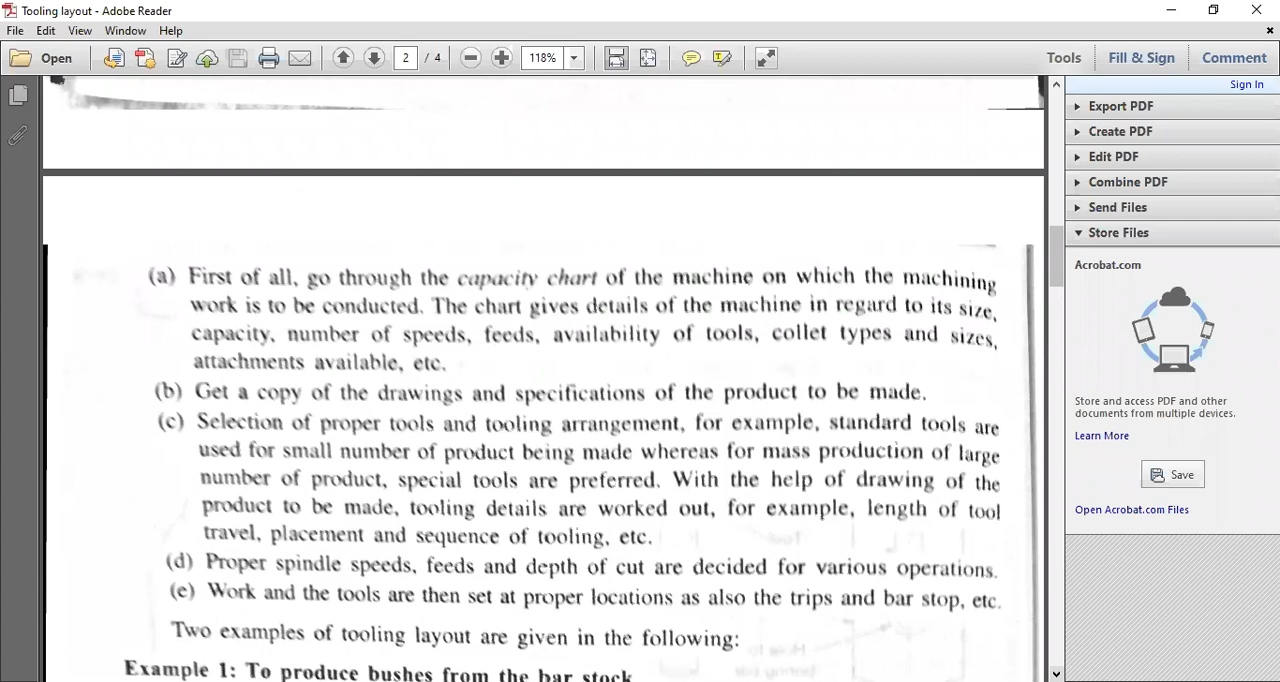 Tooling layout - Adobe Reader
File Edit View Window Help
Open 2 / 4 118% Tools Fill & Sign Comment
Sign In
Export PDF
Create PDF
Edit PDF
Combine PDF
Send Files
Store Files
Acrobat.com
Store and access PDF and other
documents from multiple devices.
Learn More
Save
Open Acrobat.com Files
(a) First of all, go through the capacity chart of the machine on which the machining
work is to be conducted. The chart gives details of the machine in regard to its size,
capacity, number of speeds, feeds, availability of tools, collet types and sizes,
attachments available, etc.
(b) Get a copy of the drawings and specifications of the product to be made.
(c) Selection of proper tools and tooling arrangement, for example, standard tools are
used for small number of product being made whereas for mass production of large
number of product, special tools are preferred. With the help of drawing of the
product to be made, tooling details are worked out, for example, length of tool
travel, placement and sequence of tooling, etc.
(d) Proper spindle speeds, feeds and depth of cut are decided for various operations.
(e) Work and the tools are then set at proper locations as also the trips and bar stop, etc.
Two examples of tooling layout are given in the following:
Example 1: To produce bushes from the bar stock